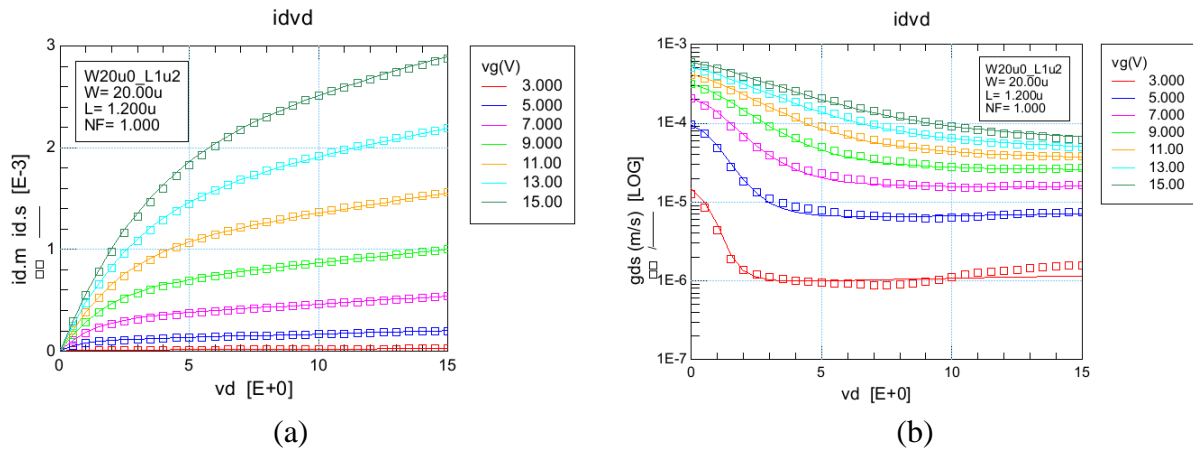 idvd
3
2
1
0
id.m id.s [E-3]
W20u0_L1u2
W= 20.00u
L= 1.200u
NF= 1.000
0
5
10
15
vd [E+0]
vg(V)
3.000
5.000
7.000
9.000
11.00
13.00
15.00
(a)
idvd
1E-3
1E-4
1E-5
1E-6
1E-7
gds (m/s) [LOG]
W20u0_L1u2
W= 20.00u
L= 1.200u
NF= 1.000
0
5
10
15
vd [E+0]
vg(V)
3.000
5.000
7.000
9.000
11.00
13.00
15.00
(b)